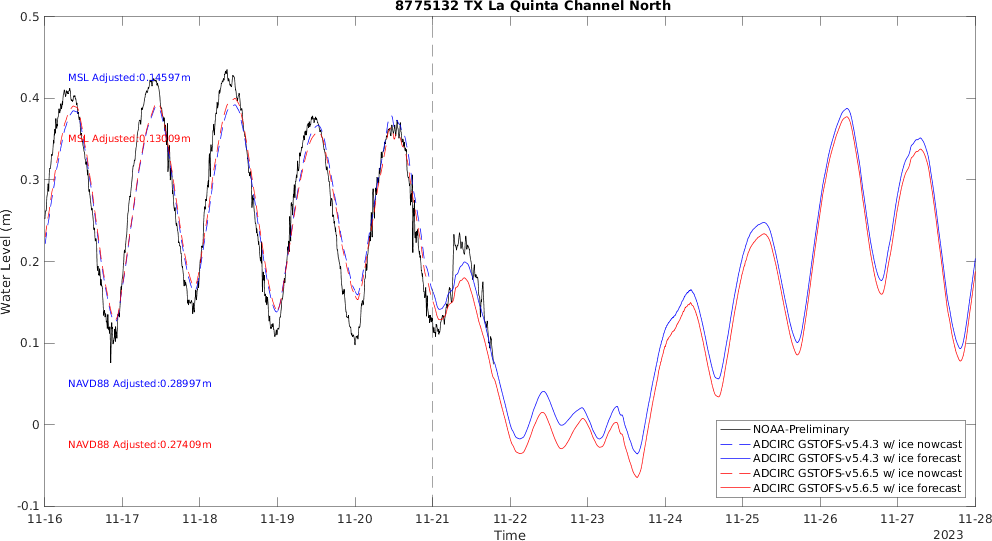 8775132 TX La Quinta Channel North
Water Level (m)
0.5
0.4
0.3
0.2
0.1
0
-0.1
MSL Adjusted:0.14597m
MSL Adjusted:0.13009m
NAVD88 Adjusted:0.28997m
NAVD88 Adjusted:0.27409m
NOAA-Preliminary
ADCIRC GSTOFS-v5.4.3 w/ ice nowcast
ADCIRC GSTOFS-v5.4.3 w/ ice forecast
ADCIRC GSTOFS-v5.6.5 w/ ice nowcast
ADCIRC GSTOFS-v5.6.5 w/ ice forecast
11-16 11-17 11-18 11-19 11-20 11-21 11-22 11-23 11-24 11-25 11-26 11-27 11-28
Time
2023